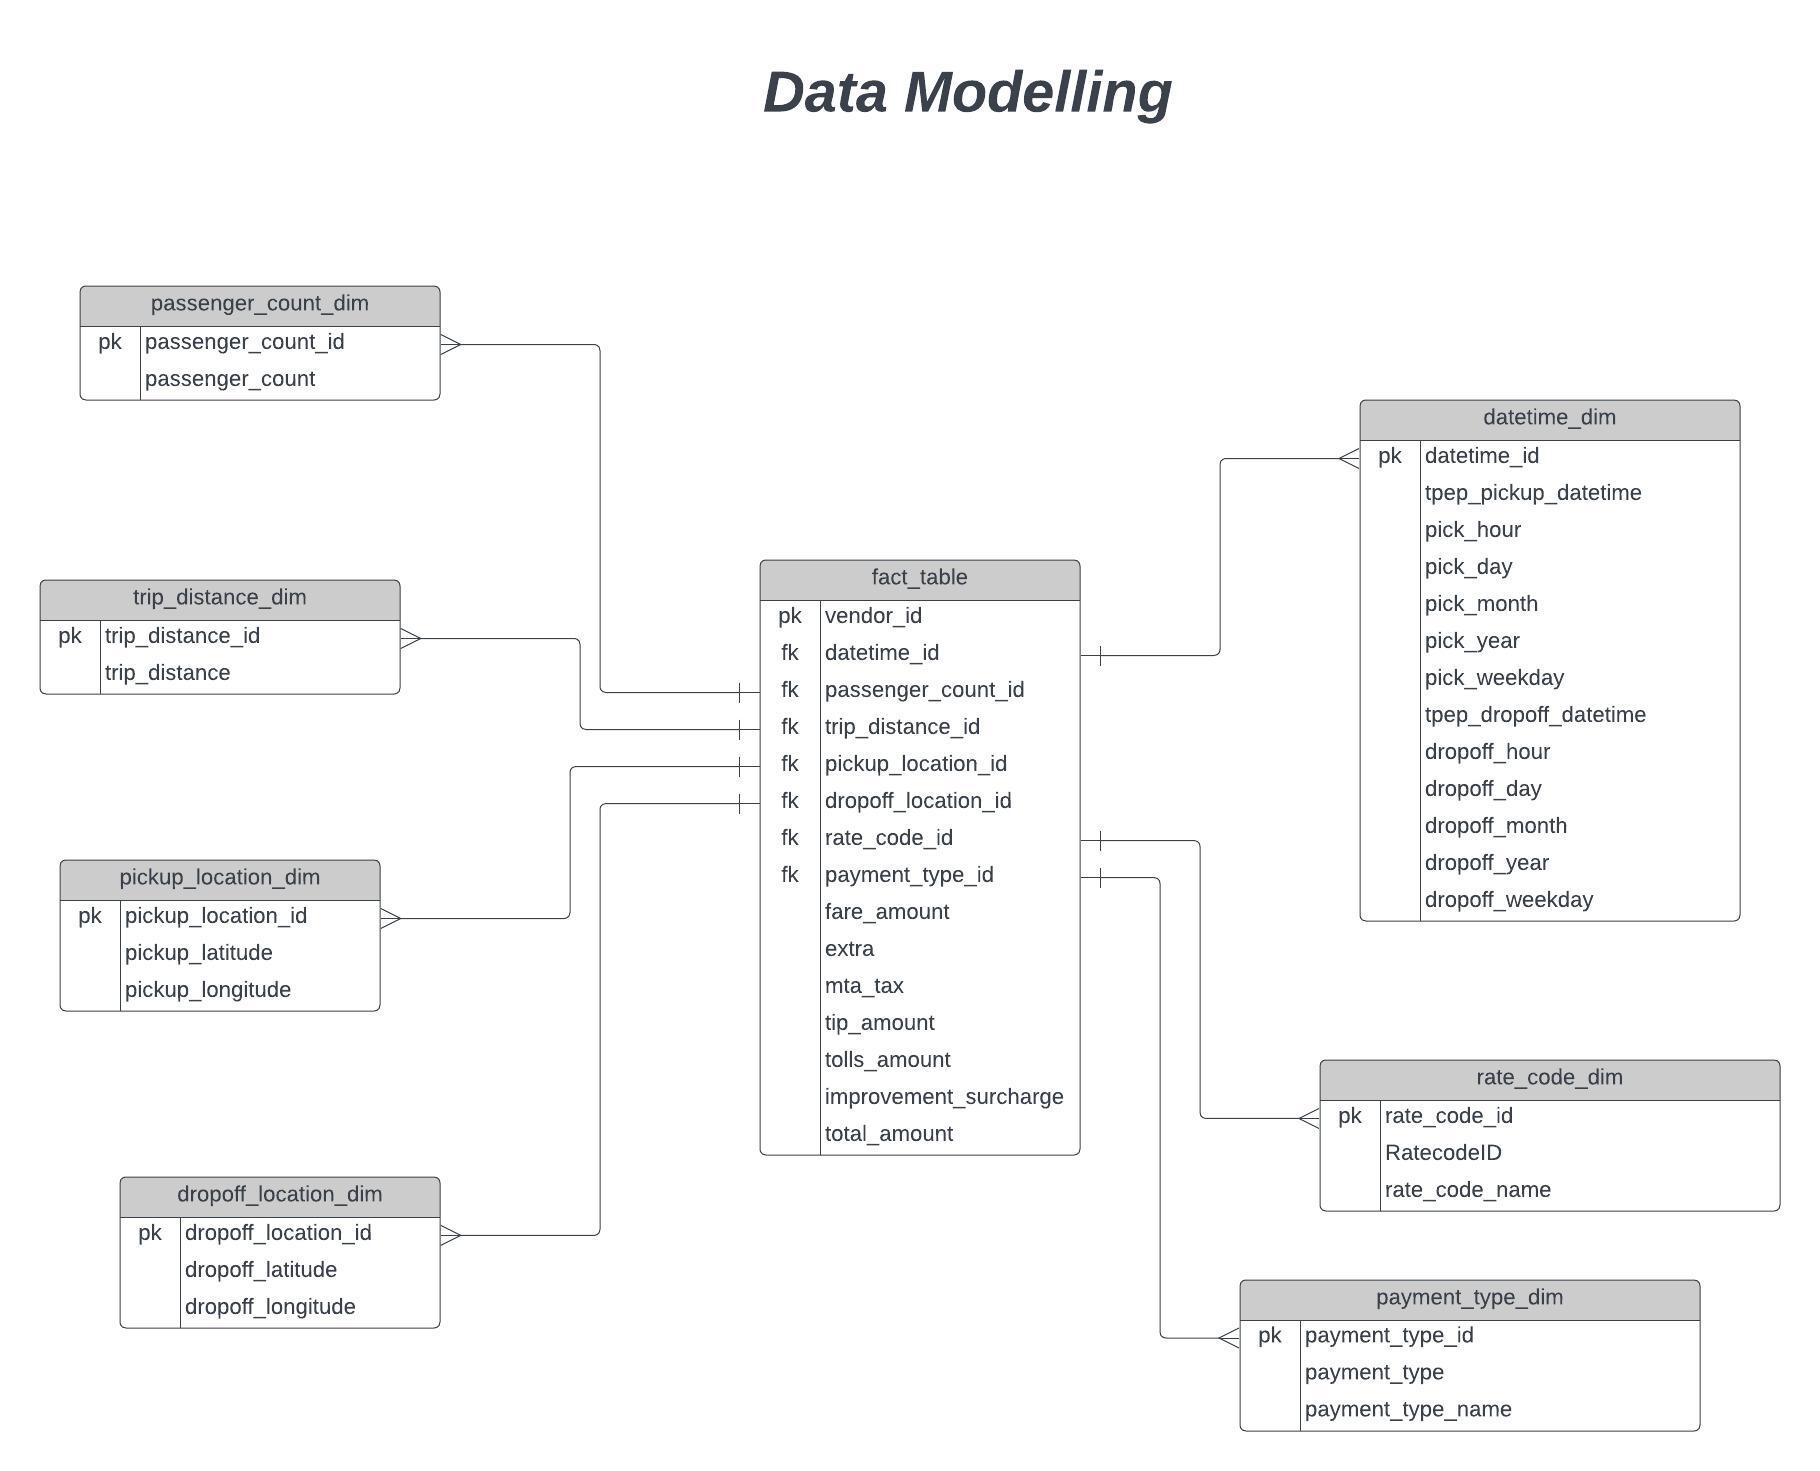 Data Modelling
passenger_count_dim
pk passenger_count_id
passenger_count
trip_distance_dim
pk trip_distance_id
trip_distance
pickup_location_dim
pk pickup_location_id
pickup_latitude
pickup_longitude
dropoff_location_dim
pk dropoff_location_id
dropoff_latitude
dropoff_longitude
fact_table
pk vendor_id
fk datetime_id
fk passenger_count_id
fk trip_distance_id
fk pickup_location_id
fk dropoff_location_id
fk rate_code_id
fk payment_type_id
fare_amount
extra
mta_tax
tip_amount
tolls_amount
improvement_surcharge
total_amount
datetime_dim
pk datetime_id
tpep_pickup_datetime
pick_hour
pick_day
pick_month
pick_year
pick_weekday
tpep_dropoff_datetime
dropoff_hour
dropoff_day
dropoff_month
dropoff_year
dropoff_weekday
rate_code_dim
pk rate_code_id
RatecodeID
rate_code_name
payment_type_dim
pk payment_type_id
payment_type
payment_type_name